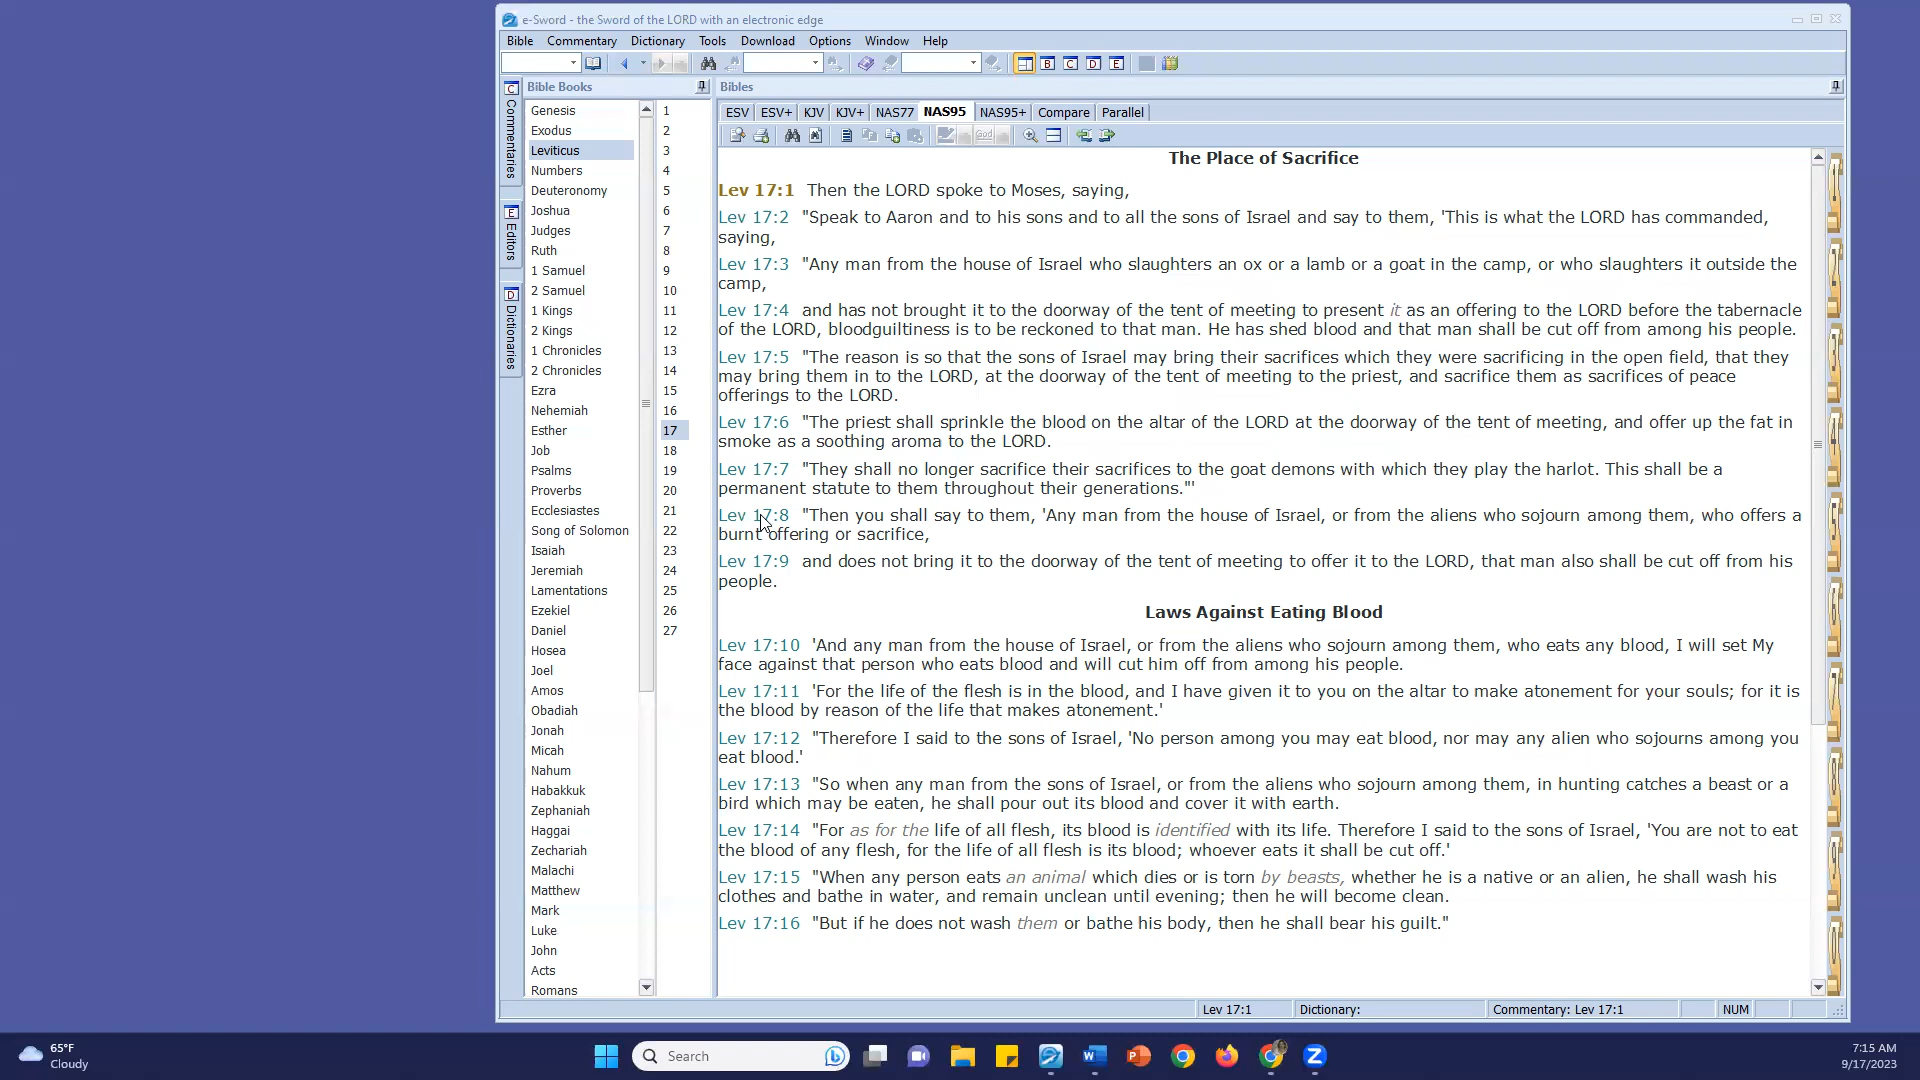 e-Sword - the Sword of the LORD with an electronic edge
Bible Commentary Dictionary Tools Download Options Window Help
B C D E
Bible Books
Bibles
C Commentaries
E Editors
D Dictionaries
Genesis
Exodus
Leviticus
Numbers
Deuteronomy
Joshua
Judges
Ruth
1 Samuel
2 Samuel
1 Kings
2 Kings
1 Chronicles
2 Chronicles
Ezra
Nehemiah
Esther
Job
Psalms
Proverbs
Ecclesiastes
Song of Solomon
Isaiah
Jeremiah
Lamentations
Ezekiel
Daniel
Hosea
Joel
Amos
Obadiah
Jonah
Micah
Nahum
Habakkuk
Zephaniah
Haggai
Zechariah
Malachi
Matthew
Mark
Luke
John
Acts
Romans
1
2
3
4
5
6
7
8
9
10
11
12
13
14
15
16
17
18
19
20
21
22
23
24
25
26
27
ESV ESV+ KJV KJV+ NAS77 NAS95 NAS95+ Compare Parallel
God
The Place of Sacrifice
Lev 17:1 Then the LORD spoke to Moses, saying,
Lev 17:2 "Speak to Aaron and to his sons and to all the sons of Israel and say to them, 'This is what the LORD has commanded,
saying,
Lev 17:3 "Any man from the house of Israel who slaughters an ox or a lamb or a goat in the camp, or who slaughters it outside the
camp,
Lev 17:4 and has not brought it to the doorway of the tent of meeting to present it as an offering to the LORD before the tabernacle
of the LORD, bloodguiltiness is to be reckoned to that man. He has shed blood and that man shall be cut off from among his people.
Lev 17:5 "The reason is so that the sons of Israel may bring their sacrifices which they were sacrificing in the open field, that they
may bring them in to the LORD, at the doorway of the tent of meeting to the priest, and sacrifice them as sacrifices of peace
offerings to the LORD.
Lev 17:6 "The priest shall sprinkle the blood on the altar of the LORD at the doorway of the tent of meeting, and offer up the fat in
smoke as a soothing aroma to the LORD.
Lev 17:7 "They shall no longer sacrifice their sacrifices to the goat demons with which they play the harlot. This shall be a
permanent statute to them throughout their generations."'
Lev 17:8 "Then you shall say to them, 'Any man from the house of Israel, or from the aliens who sojourn among them, who offers a
burnt offering or sacrifice,
Lev 17:9 and does not bring it to the doorway of the tent of meeting to offer it to the LORD, that man also shall be cut off from his
people.
Laws Against Eating Blood
Lev 17:10 'And any man from the house of Israel, or from the aliens who sojourn among them, who eats any blood, I will set My
face against that person who eats blood and will cut him off from among his people.
Lev 17:11 'For the life of the flesh is in the blood, and I have given it to you on the altar to make atonement for your souls; for it is
the blood by reason of the life that makes atonement.'
Lev 17:12 "Therefore I said to the sons of Israel, 'No person among you may eat blood, nor may any alien who sojourns among you
eat blood.'
Lev 17:13 "So when any man from the sons of Israel, or from the aliens who sojourn among them, in hunting catches a beast or a
bird which may be eaten, he shall pour out its blood and cover it with earth.
Lev 17:14 "For as for the life of all flesh, its blood is identified with its life. Therefore I said to the sons of Israel, 'You are not to eat
the blood of any flesh, for the life of all flesh is its blood; whoever eats it shall be cut off.'
Lev 17:15 "When any person eats an animal which dies or is torn by beasts, whether he is a native or an alien, he shall wash his
clothes and bathe in water, and remain unclean until evening; then he will become clean.
Lev 17:16 "But if he does not wash them or bathe his body, then he shall bear his guilt."
Lev 17:1 Dictionary: Commentary: Lev 17:1 NUM
65°F
Cloudy
Search
7:15 AM
9/17/2023